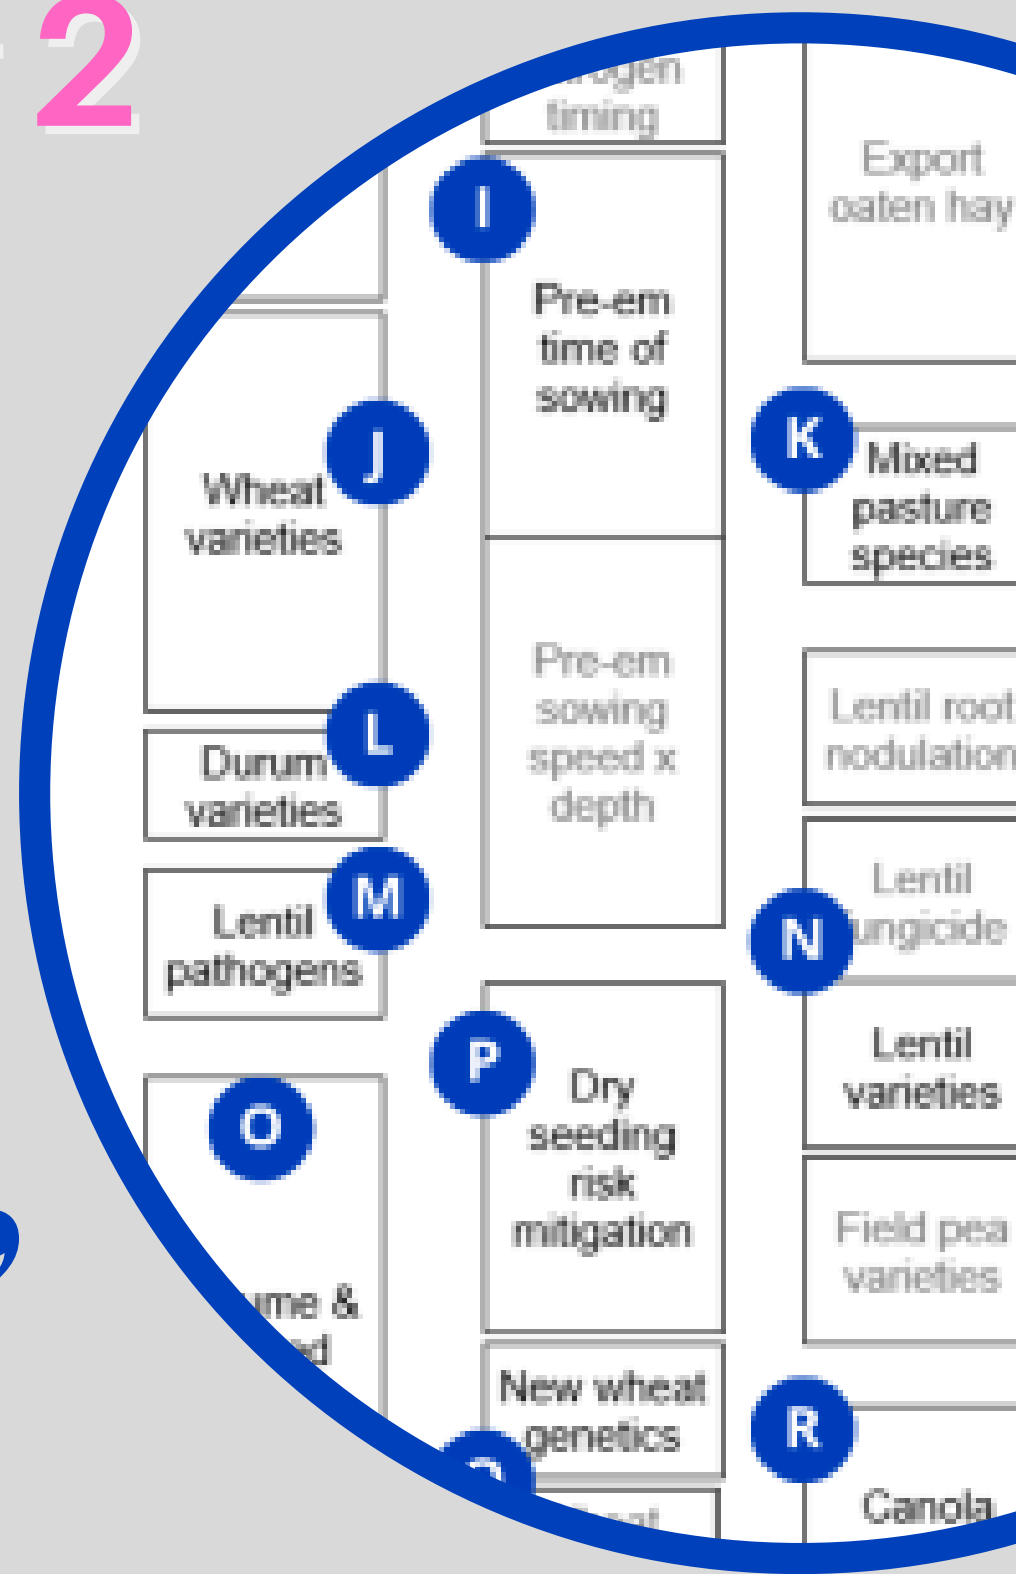 2
timing
Export
oaten hay
I
Pre-em
time of
sowing
J
Wheat
varieties
K
Mixed
pasture
species
Pre-em
sowing
speed x
depth
L
Durum
varieties
Lentil root
nodulation
M
Lentil
pathogens
Lentil
N
Lentil
varieties
P
Dry
seeding
risk
mitigation
O
&
Field pea
varieties
New wheat
genetics
R
Canola